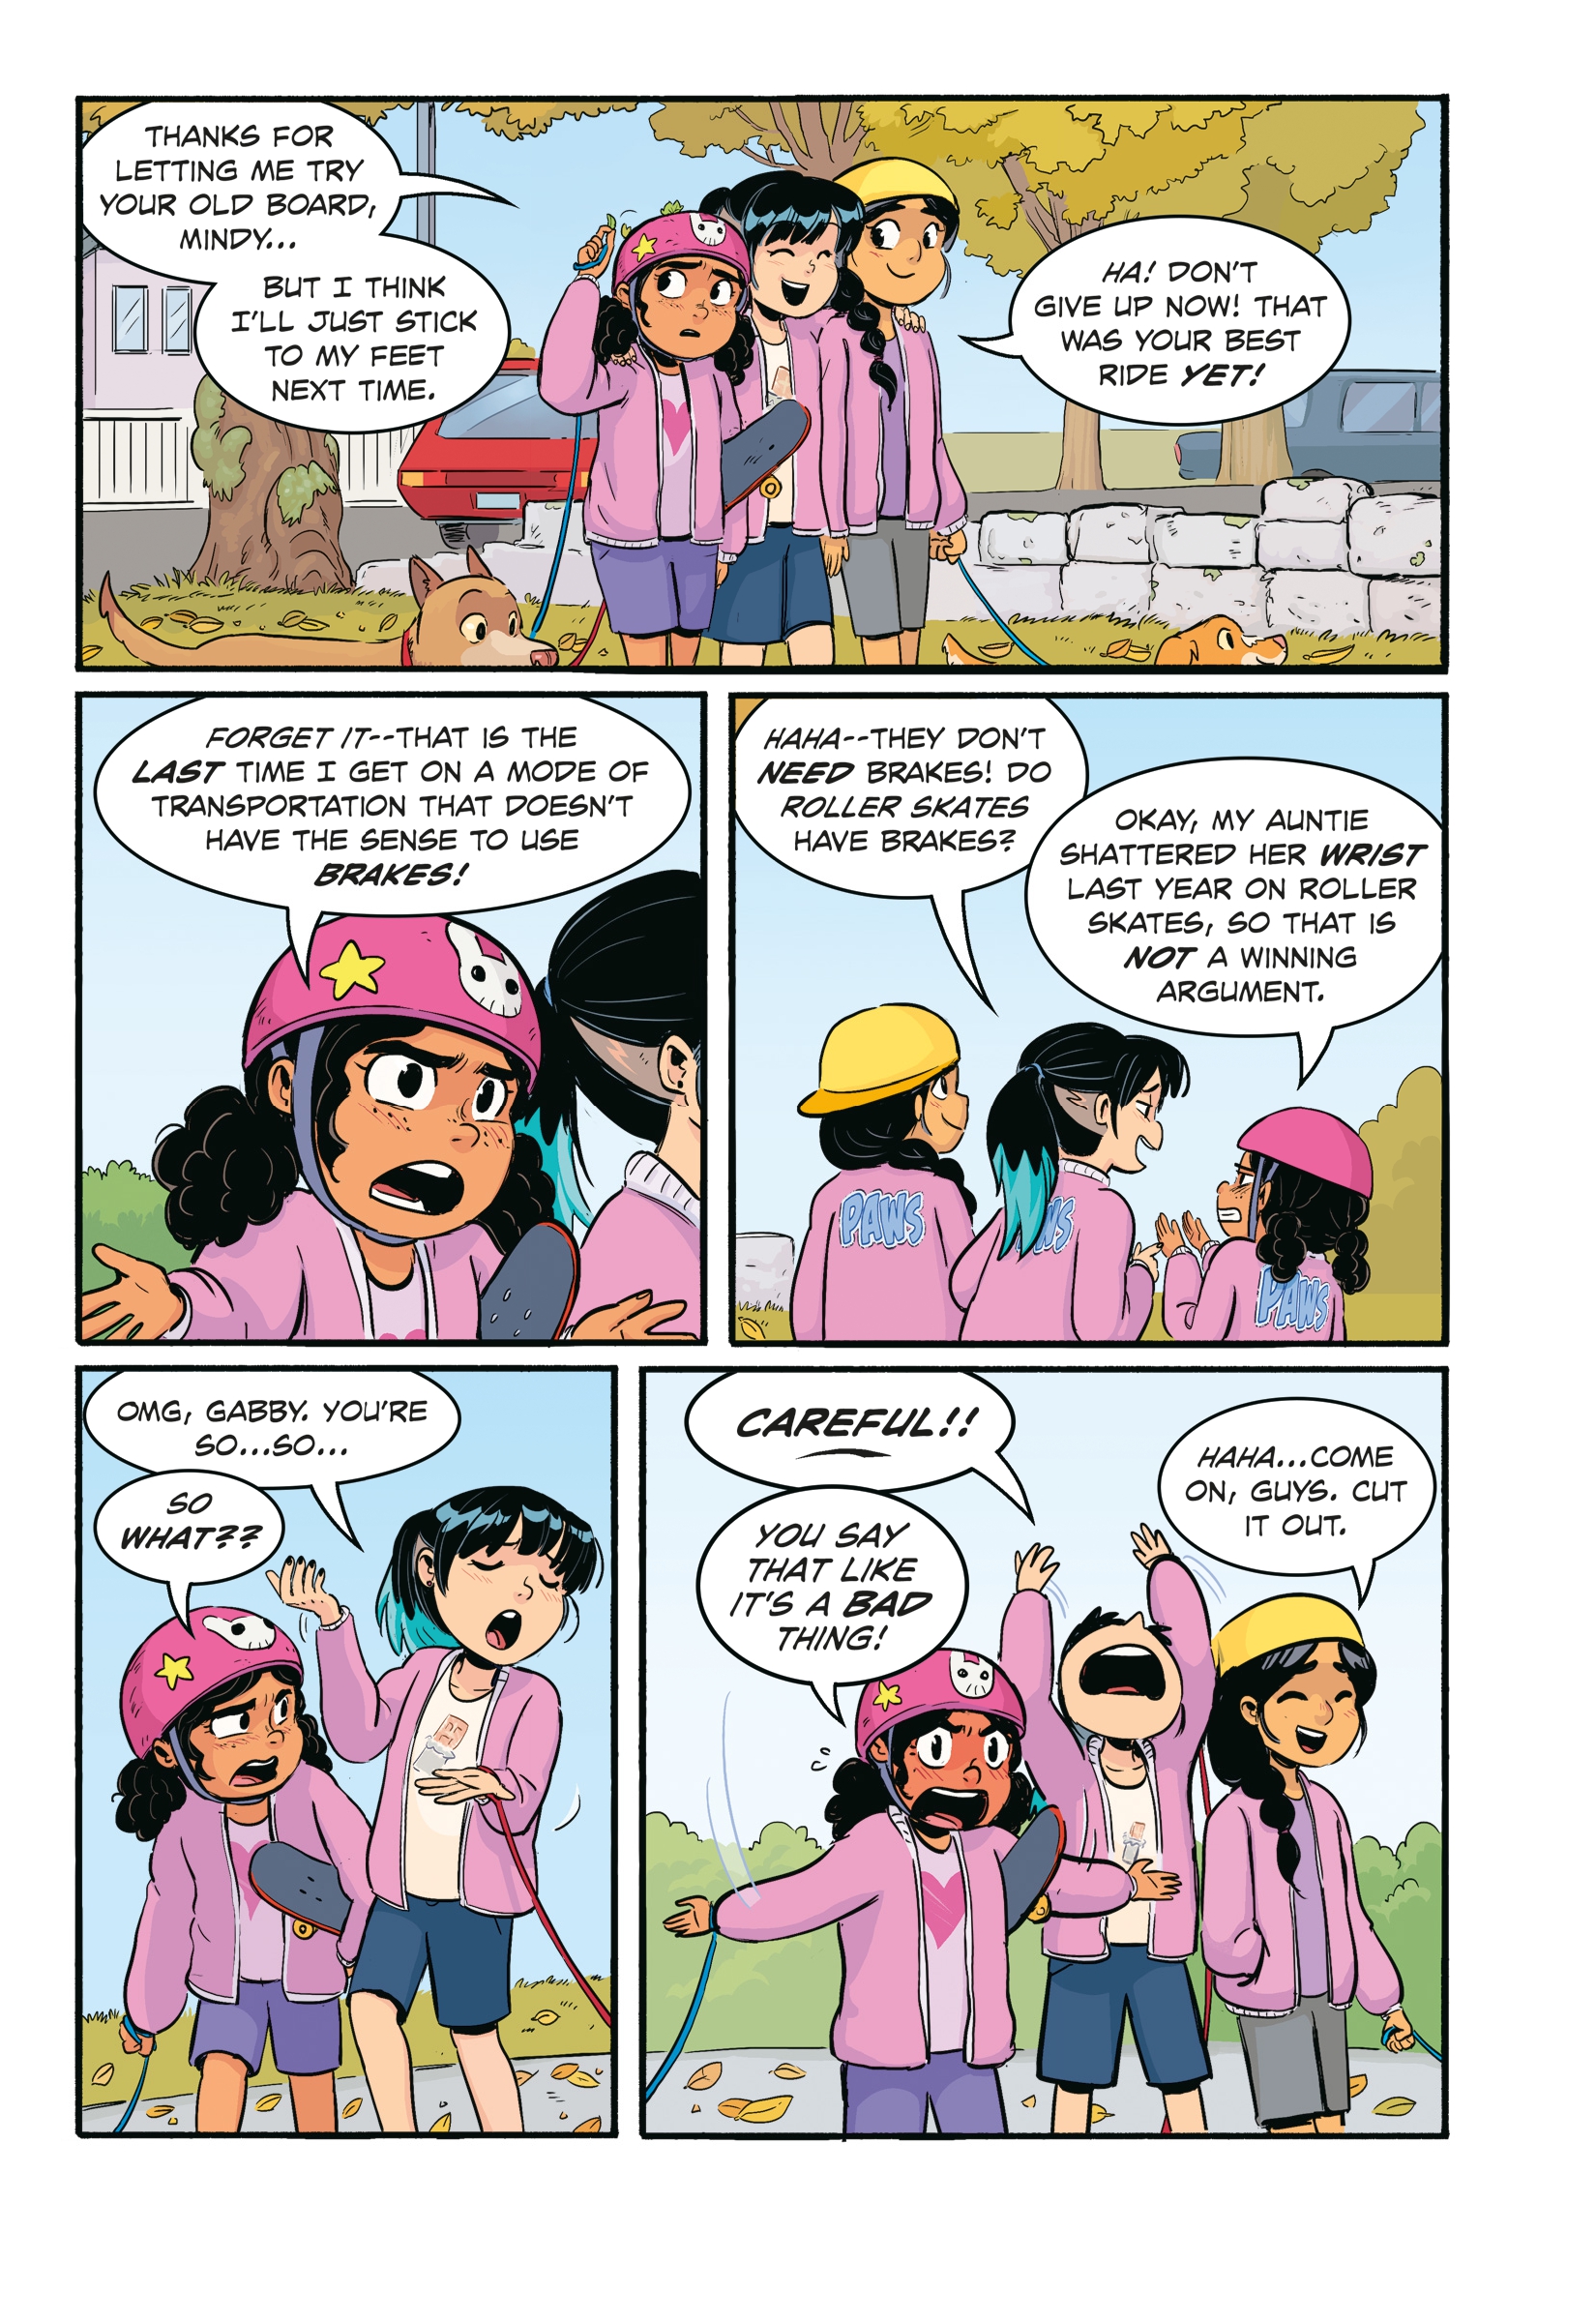 THANKS FOR
LETTING ME TRY
YOUR OLD BOARD,
MINDY...
BUT I THINK
I'LL JUST STICK
TO MY FEET
NEXT TIME.
HA! DON'T
GIVE UP NOW! THAT
WAS YOUR BEST
RIDE YET!
FORGET IT--THAT IS THE
LAST TIME I GET ON A MODE OF
TRANSPORTATION THAT DOESN'T
HAVE THE SENSE TO USE
BRAKES!
HAHA--THEY DON'T
NEED BRAKES! DO
ROLLER SKATES
HAVE BRAKES?
OKAY, MY AUNTIE
SHATTERED HER WRIST
LAST YEAR ON ROLLER
SKATES, SO THAT IS
NOT A WINNING
ARGUMENT.
PAWS
WS
PAWS
OMG, GABBY. YOU'RE
SO...SO...
SO
WHAT??
CAREFUL!!
YOU SAY
THAT LIKE
IT'S A BAD
THING!
HAHA...COME
ON, GUYS. CUT
IT OUT.